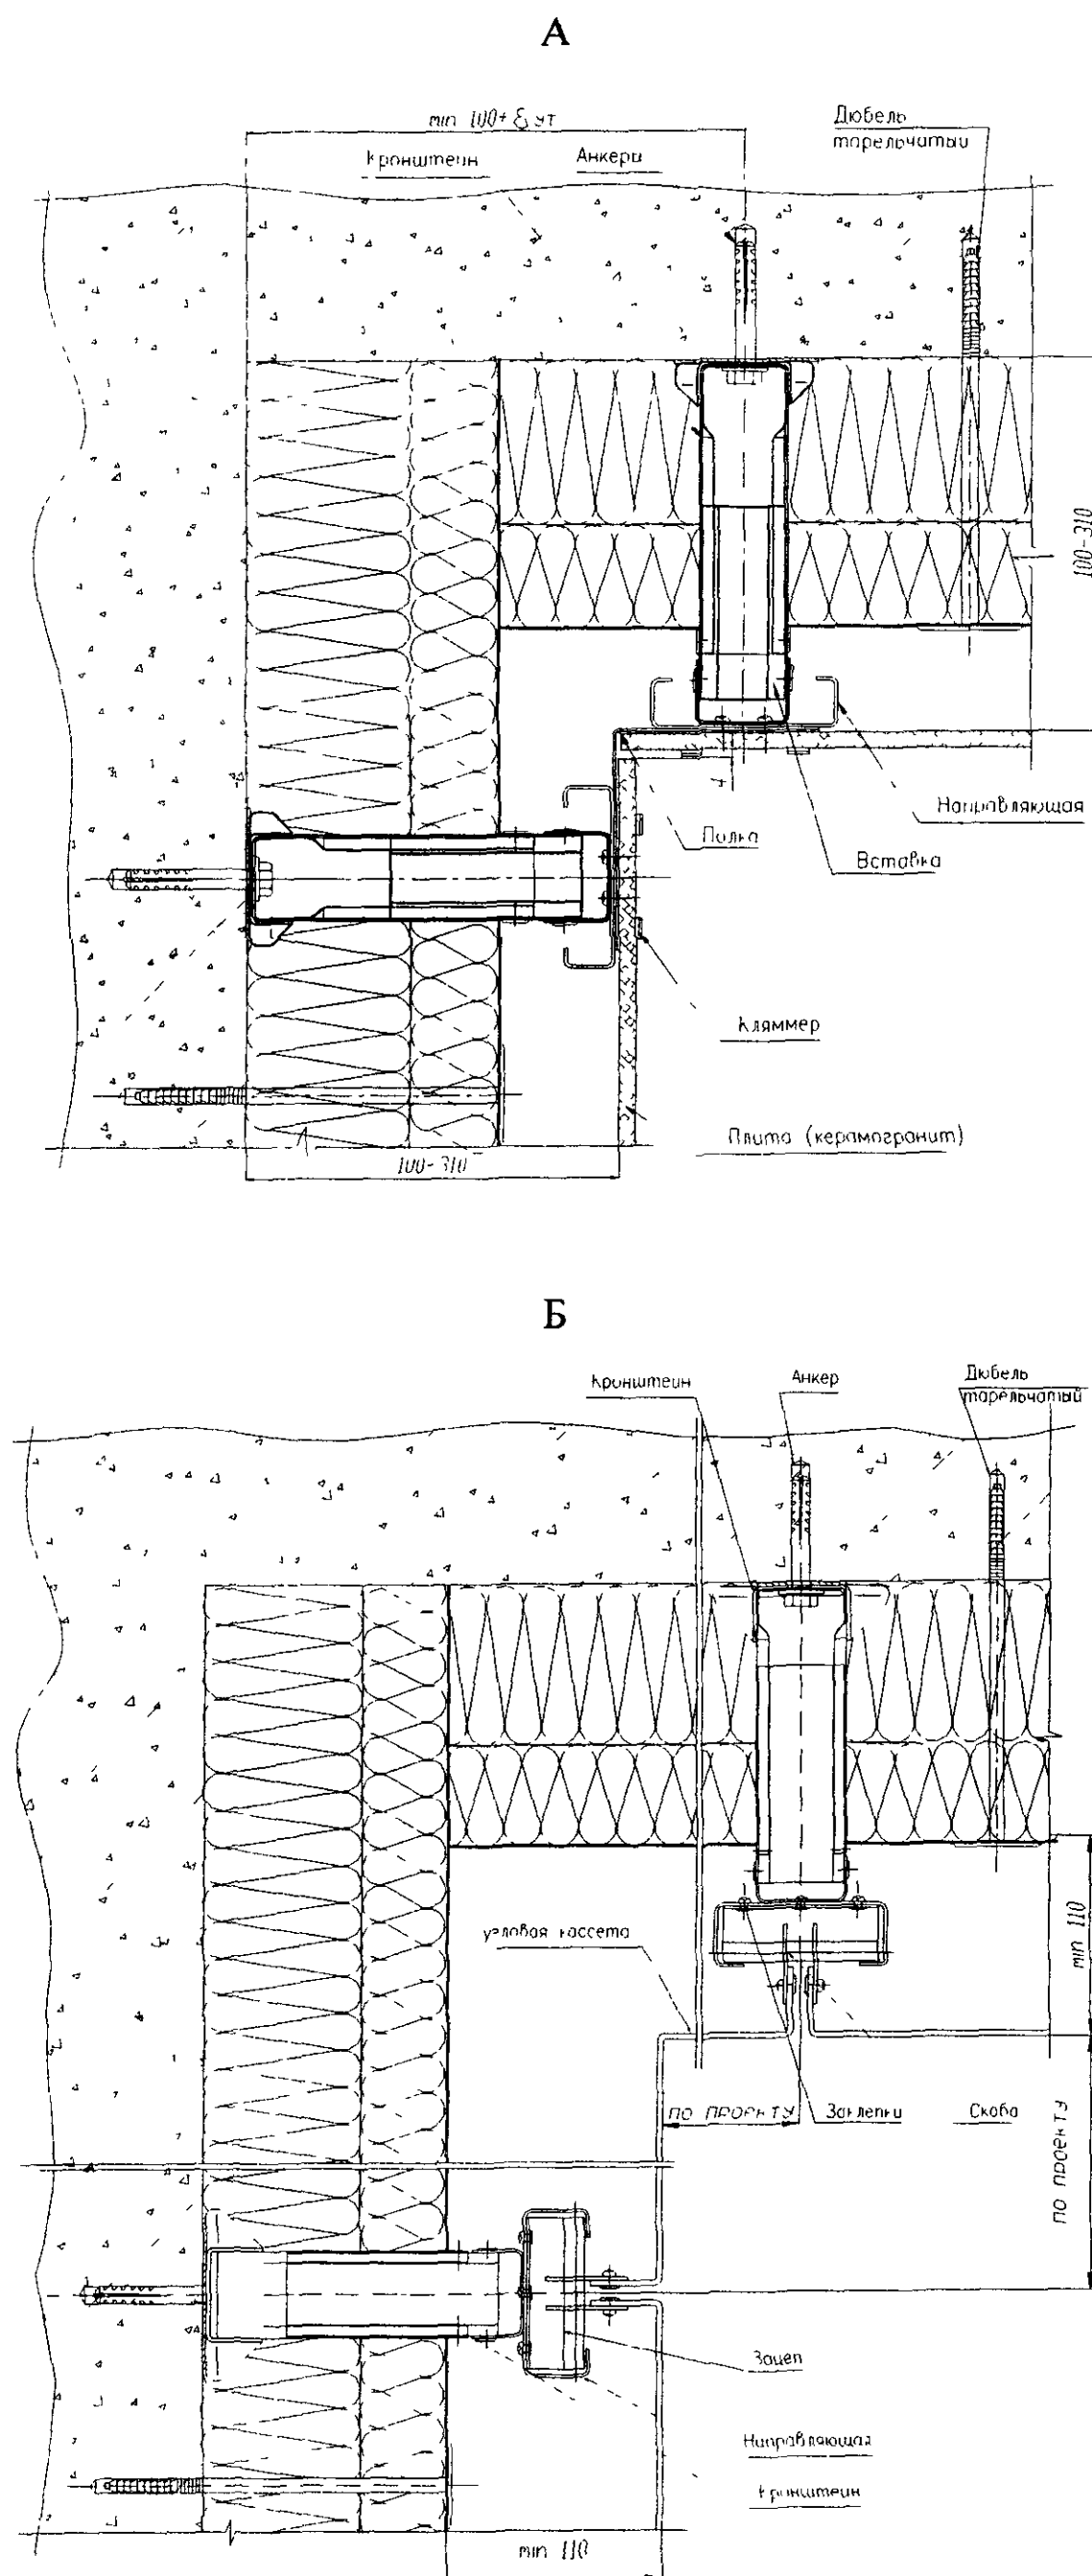 А
min 100+ δ ут
Дюбель
тарельчатый
Кронштейн
Анкеры
100-310
Направляющая
Полка
Вставка
Кляммер
Плита (керамогранит)
100-310
Б
Кронштейн
Анкер
Дюбель
тарельчатый
угловая кассета
min 110
по проекту
Заклепки
Скоба
по проекту
Зацеп
Направляющая
Кронштейн
min 110